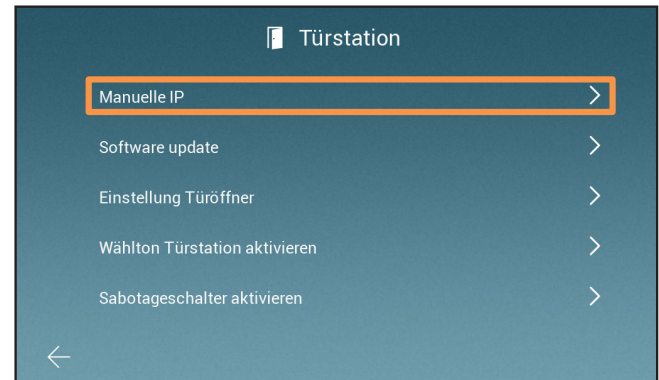 Türstation
Manuelle IP
Software update
Einstellung Türöffner
Wählton Türstation aktivieren
Sabotageschalter aktivieren